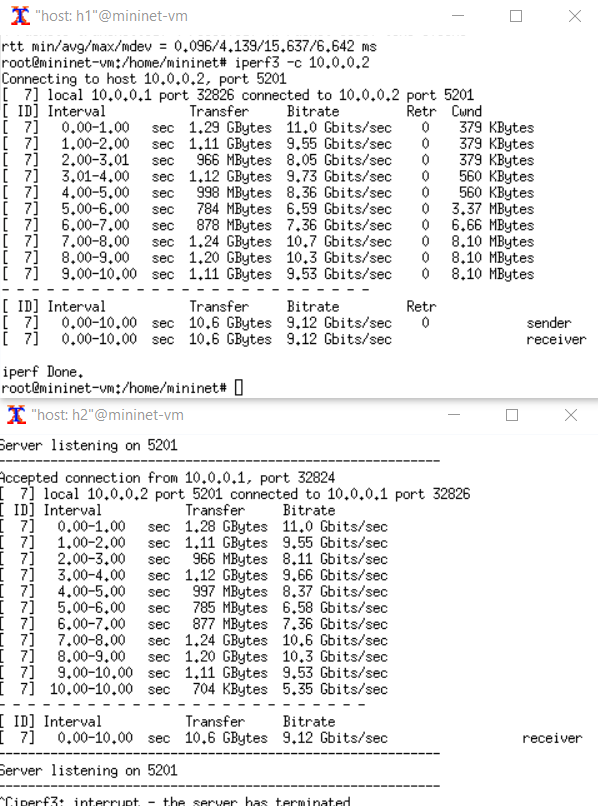 "host: h1"@mininet-vm
rtt min/avg/max/mdev = 0.096/4.139/15.637/6.642 ms
root@mininet-vm:/home/mininet# iperf3 -c 10.0.0.2
Connecting to host 10.0.0.2, port 5201
[  7] local 10.0.0.1 port 32826 connected to 10.0.0.2 port 5201
[ ID] Interval           Transfer     Bitrate         Retr  Cwnd
[  7]   0.00-1.00   sec  1.29 GBytes  11.0 Gbits/sec    0    379 KBytes
[  7]   1.00-2.00   sec  1.11 GBytes  9.55 Gbits/sec    0    379 KBytes
[  7]   2.00-3.01   sec   966 MBytes  8.05 Gbits/sec    0    379 KBytes
[  7]   3.01-4.00   sec  1.12 GBytes  9.73 Gbits/sec    0    560 KBytes
[  7]   4.00-5.00   sec   998 MBytes  8.36 Gbits/sec    0    560 KBytes
[  7]   5.00-6.00   sec   784 MBytes  6.59 Gbits/sec    0   3.37 MBytes
[  7]   6.00-7.00   sec   878 MBytes  7.36 Gbits/sec    0   6.66 MBytes
[  7]   7.00-8.00   sec  1.24 GBytes  10.7 Gbits/sec    0   8.10 MBytes
[  7]   8.00-9.00   sec  1.20 GBytes  10.3 Gbits/sec    0   8.10 MBytes
[  7]   9.00-10.00  sec  1.11 GBytes  9.53 Gbits/sec    0   8.10 MBytes
- - - - - - - - - - - - - - - - - - - - - - - - -
[ ID] Interval           Transfer     Bitrate         Retr
[  7]   0.00-10.00  sec  10.6 GBytes  9.12 Gbits/sec    0             sender
[  7]   0.00-10.00  sec  10.6 GBytes  9.12 Gbits/sec                  receiver
iperf Done.
root@mininet-vm:/home/mininet#
"host: h2"@mininet-vm
Server listening on 5201
-----------------------------------------------------------
Accepted connection from 10.0.0.1, port 32824
[  7] local 10.0.0.2 port 5201 connected to 10.0.0.1 port 32826
[ ID] Interval           Transfer     Bitrate
[  7]   0.00-1.00   sec  1.28 GBytes  11.0 Gbits/sec
[  7]   1.00-2.00   sec  1.11 GBytes  9.55 Gbits/sec
[  7]   2.00-3.00   sec   966 MBytes  8.11 Gbits/sec
[  7]   3.00-4.00   sec  1.12 GBytes  9.66 Gbits/sec
[  7]   4.00-5.00   sec   997 MBytes  8.37 Gbits/sec
[  7]   5.00-6.00   sec   785 MBytes  6.58 Gbits/sec
[  7]   6.00-7.00   sec   877 MBytes  7.36 Gbits/sec
[  7]   7.00-8.00   sec  1.24 GBytes  10.6 Gbits/sec
[  7]   8.00-9.00   sec  1.20 GBytes  10.3 Gbits/sec
[  7]   9.00-10.00  sec  1.11 GBytes  9.53 Gbits/sec
[  7]  10.00-10.00  sec   704 KBytes  5.35 Gbits/sec
- - - - - - - - - - - - - - - - - - - - - - - - -
[ ID] Interval           Transfer     Bitrate
[  7]   0.00-10.00  sec  10.6 GBytes  9.12 Gbits/sec                  receiver
-----------------------------------------------------------
Server listening on 5201
-----------------------------------------------------------
^Ciperf3: interrupt - the server has terminated